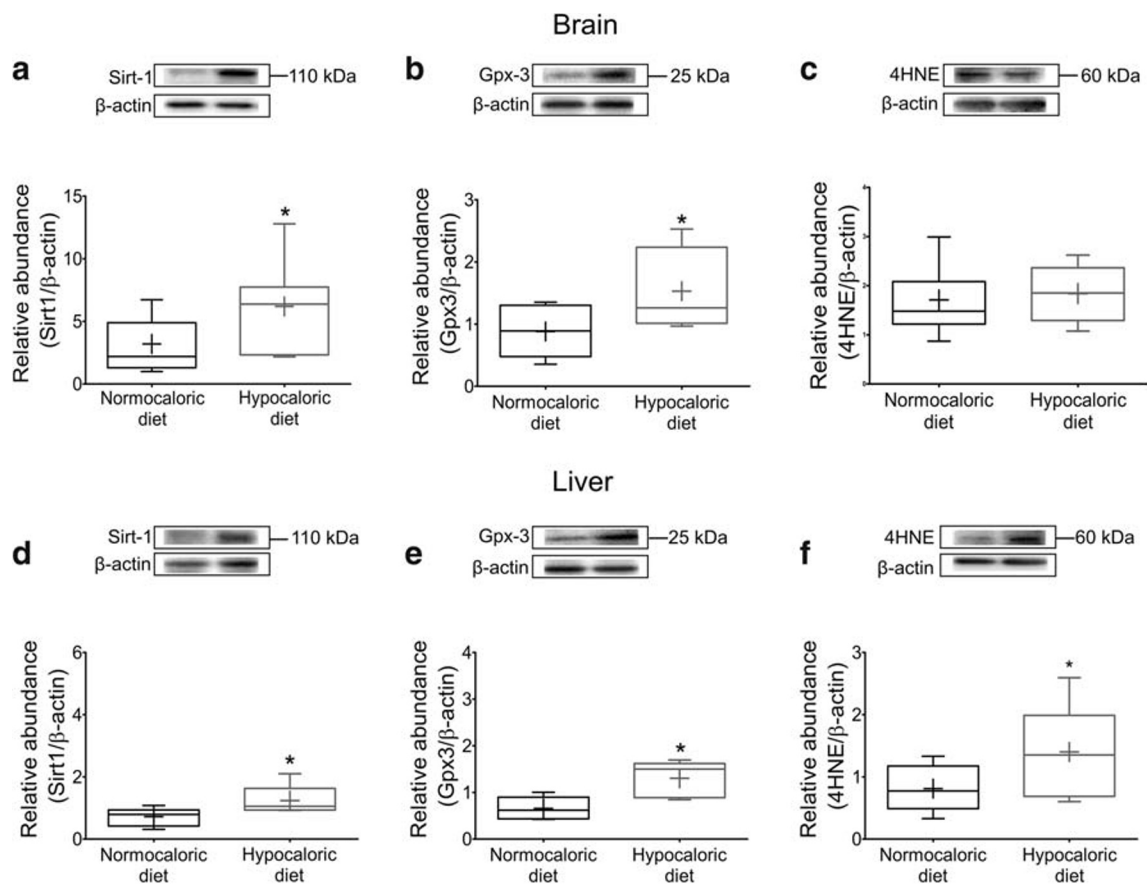 Brain
a
Sirt-1
110 kDa
β-actin
Relative abundance
(Sirt1/β-actin)
15
10
5
0
*
Normocaloric
diet
Hypocaloric
diet
b
Gpx-3
25 kDa
β-actin
Relative abundance
(Gpx3/β-actin)
3
2
1
0
*
Normocaloric
diet
Hypocaloric
diet
c
4HNE
60 kDa
β-actin
Relative abundance
(4HNE/β-actin)
4
3
2
1
0
Normocaloric
diet
Hypocaloric
diet
Liver
d
Sirt-1
110 kDa
β-actin
Relative abundance
(Sirt1/β-actin)
6
4
2
0
*
Normocaloric
diet
Hypocaloric
diet
e
Gpx-3
25 kDa
β-actin
Relative abundance
(Gpx3/β-actin)
4
3
2
1
0
*
Normocaloric
diet
Hypocaloric
diet
f
4HNE
60 kDa
β-actin
Relative abundance
(4HNE/β-actin)
3
2
1
0
*
Normocaloric
diet
Hypocaloric
diet